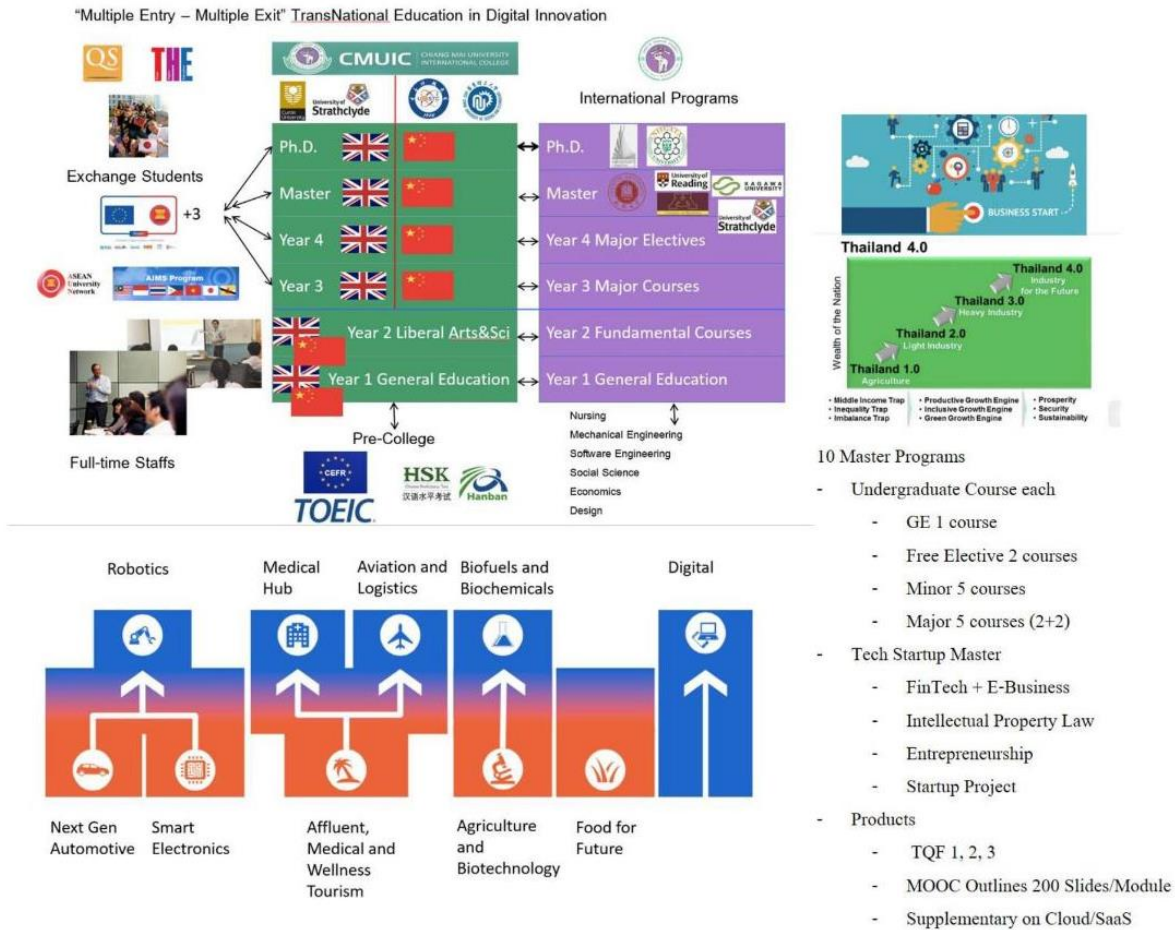 “Multiple Entry – Multiple Exit” TransNational Education in Digital Innovation
QS
THE
Exchange Students
+3
ASEAN
University
Network
AIMS Program
Full-time Staffs
CMUIC
CHIANG MAI UNIVERSITY
INTERNATIONAL COLLEGE
Curtin
University
University of
Strathclyde
Ph.D.
Master
Year 4
Year 3
Year 2 Liberal Arts&Sci
Year 1 General Education
Pre-College
CEFR
TOEIC
HSK
汉语水平考试
Hanban
International Programs
Ph.D.
Master
University of
Reading
KAGAWA
UNIVERSITY
University of
Strathclyde
Year 4 Major Electives
Year 3 Major Courses
Year 2 Fundamental Courses
Year 1 General Education
Nursing
Mechanical Engineering
Software Engineering
Social Science
Economics
Design
BUSINESS START
Thailand 4.0
Wealth of the Nation
Thailand 4.0
Industry
for the Future
Thailand 3.0
Heavy Industry
Thailand 2.0
Light Industry
Thailand 1.0
Agriculture
• Middle Income Trap
• Inequality Trap
• Imbalance Trap
• Productive Growth Engine
• Inclusive Growth Engine
• Green Growth Engine
• Prosperity
• Security
• Sustainability
10 Master Programs
- Undergraduate Course each
- GE 1 course
- Free Elective 2 courses
- Minor 5 courses
- Major 5 courses (2+2)
- Tech Startup Master
- FinTech + E-Business
- Intellectual Property Law
- Entrepreneurship
- Startup Project
- Products
- TQF 1, 2, 3
- MOOC Outlines 200 Slides/Module
- Supplementary on Cloud/SaaS
Robotics
Medical
Hub
Aviation and
Logistics
Biofuels and
Biochemicals
Digital
Next Gen
Automotive
Smart
Electronics
Affluent,
Medical and
Wellness
Tourism
Agriculture
and
Biotechnology
Food for
Future